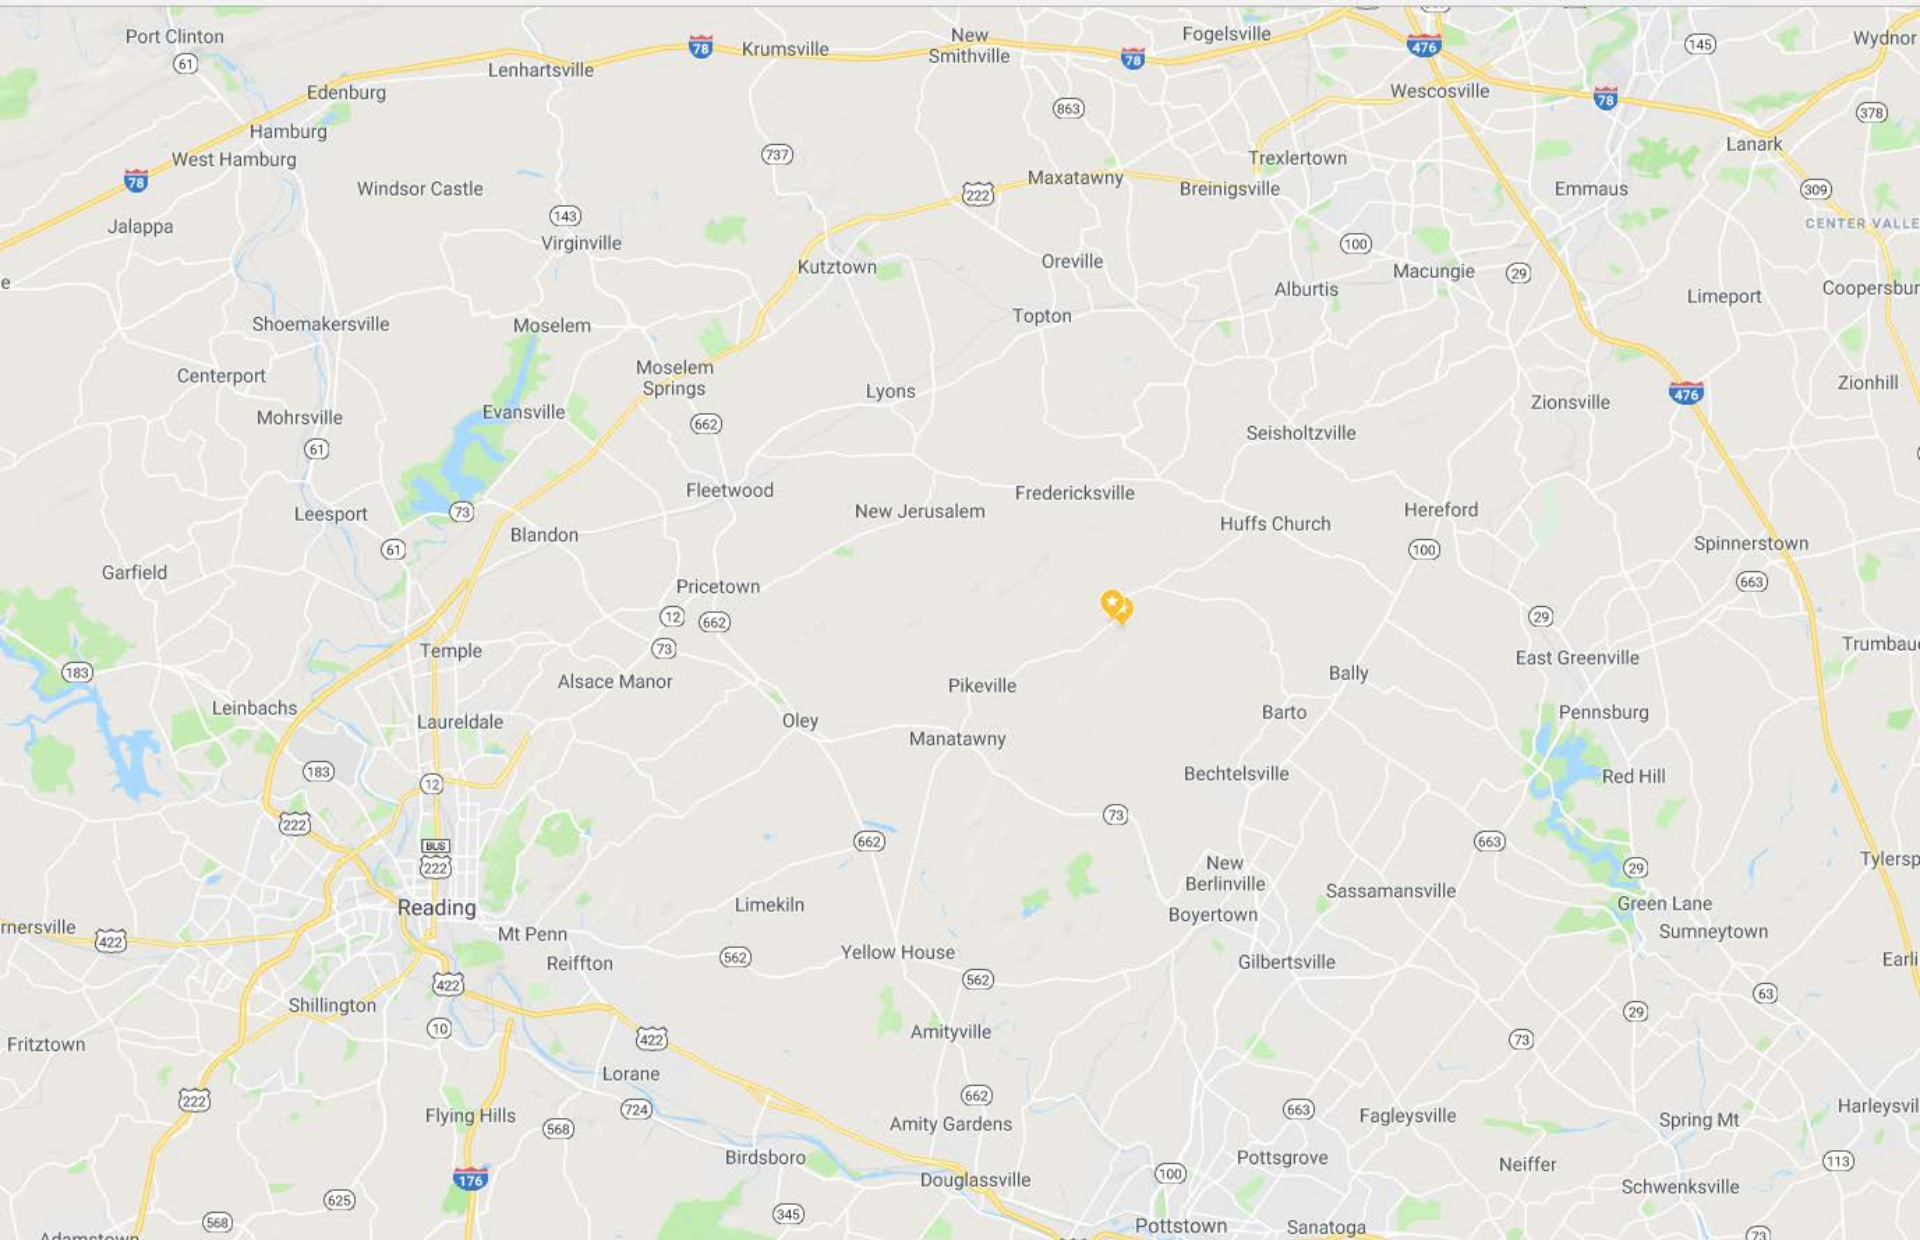 Port Clinton
61
78
Krumsville
New
Smithville
Fogelsville
476
145
Wydnor
Lenhartsville
78
Edenburg
863
Wescosville
78
378
Hamburg
West Hamburg
737
Trexlertown
Lanark
78
Windsor Castle
222
Maxatawny
Breinigsville
Emmaus
309
143
Jalappa
CENTER VALLE
Virginville
100
Kutztown
Oreville
Macungie
29
e
Alburtis
Limeport
Coopersbur
Shoemakersville
Moselem
Topton
Moselem
Springs
Centerport
Lyons
476
Zionhill
Zionsville
Mohrsville
Evansville
662
Seisholtzville
61
Fleetwood
Fredericksville
Leesport
73
New Jerusalem
Huffs Church
Hereford
Blandon
61
100
Spinnerstown
Garfield
663
Pricetown
12
662
29
Temple
73
Trumbau
East Greenville
183
Alsace Manor
Pikeville
Bally
Leinbachs
Laureldale
Oley
Barto
Pennsburg
Manatawny
183
12
Bechtelsville
Red Hill
222
73
BUS
222
662
663
New
Berlinville
29
Tylersp
Reading
Limekiln
Sassamansville
Green Lane
rnersville
422
Boyertown
Mt Penn
Sumneytown
Reiffton
562
Yellow House
Gilbertsville
Earli
422
562
63
Shillington
29
10
Amityville
73
Fritztown
422
Lorane
222
724
662
663
Flying Hills
568
Amity Gardens
Fagleysville
Spring Mt
Harleysvil
Birdsboro
Pottsgrove
Neiffer
113
176
Douglassville
100
Schwenksville
625
568
345
Pottstown
Sanatoga
73
Adamstown